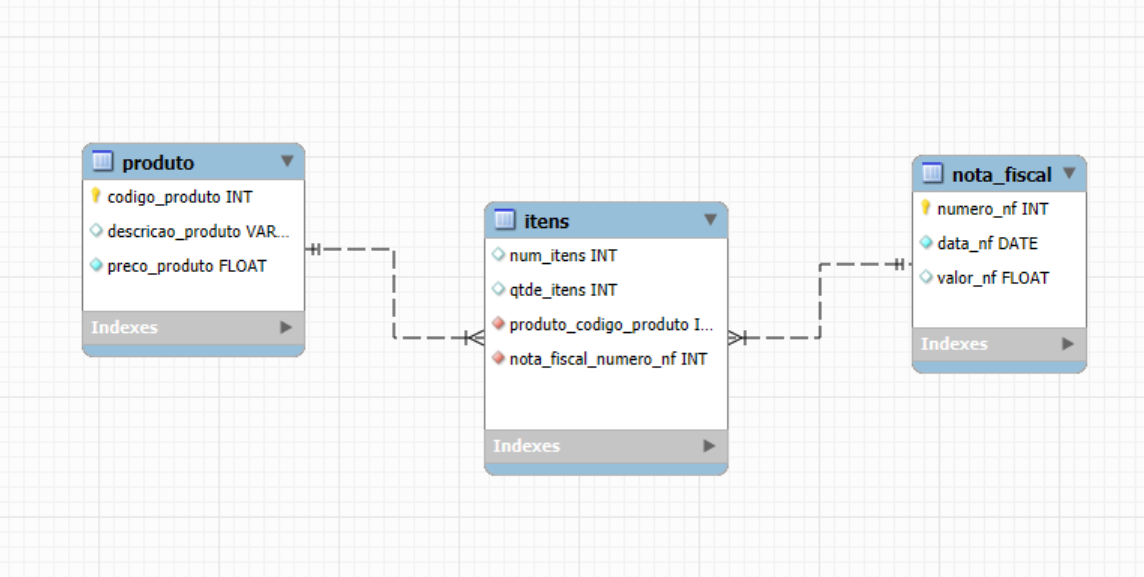 produto
codigo_produto INT
descricao_produto VAR...
preco_produto FLOAT
Indexes
itens
num_itens INT
qtde_itens INT
produto_codigo_produto I...
nota_fiscal_numero_nf INT
Indexes
nota_fiscal
numero_nf INT
data_nf DATE
valor_nf FLOAT
Indexes